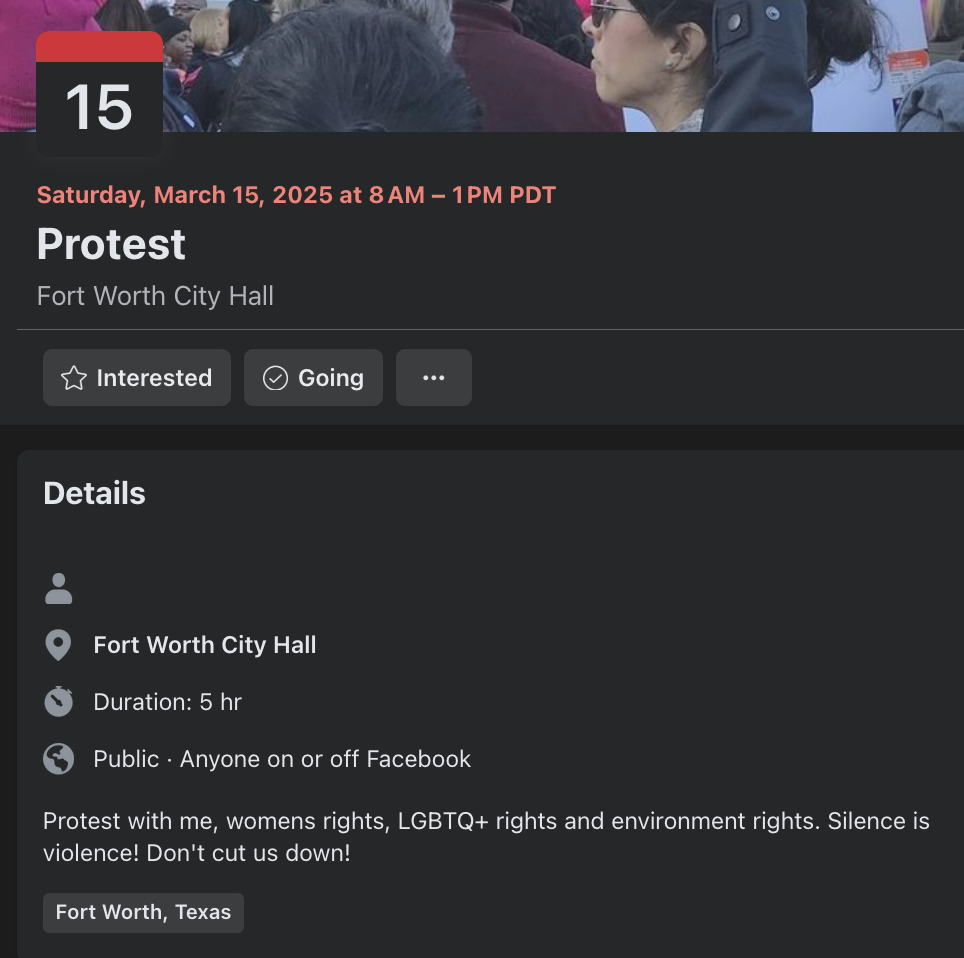 15
Saturday, March 15, 2025 at 8 AM – 1 PM PDT
Protest
Fort Worth City Hall
Interested
Going
Details
Fort Worth City Hall
Duration: 5 hr
Public · Anyone on or off Facebook
Protest with me, womens rights, LGBTQ+ rights and environment rights. Silence is
violence! Don't cut us down!
Fort Worth, Texas